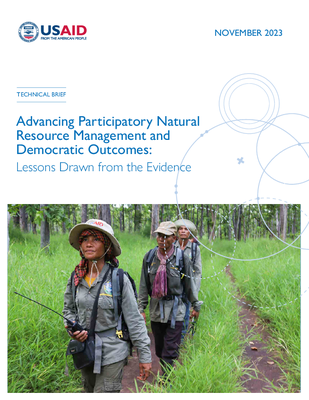 USAID
FROM THE AMERICAN PEOPLE
NOVEMBER 2023
TECHNICAL BRIEF
Advancing Participatory Natural
Resource Management and
Democratic Outcomes:
Lessons Drawn from the Evidence